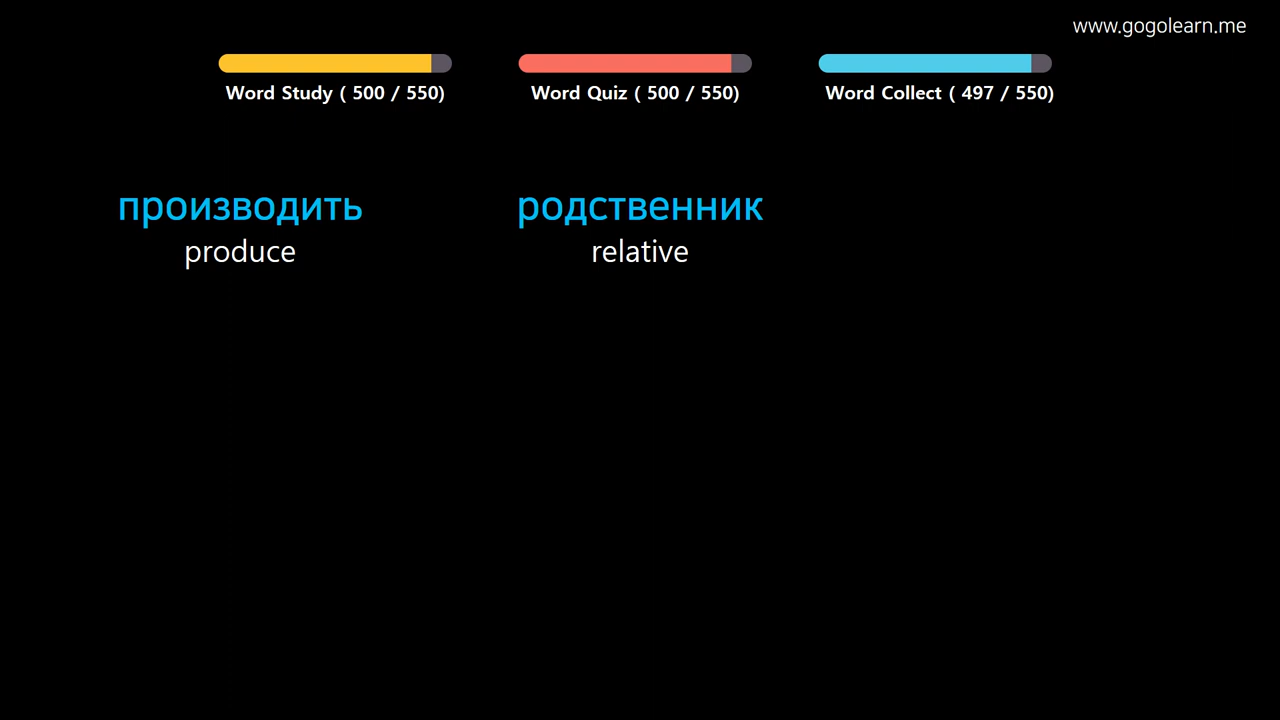 www.gogolearn.me
Word Study ( 500 / 550)
Word Quiz ( 500 / 550)
Word Collect ( 497 / 550)
производить
produce
родственник
relative